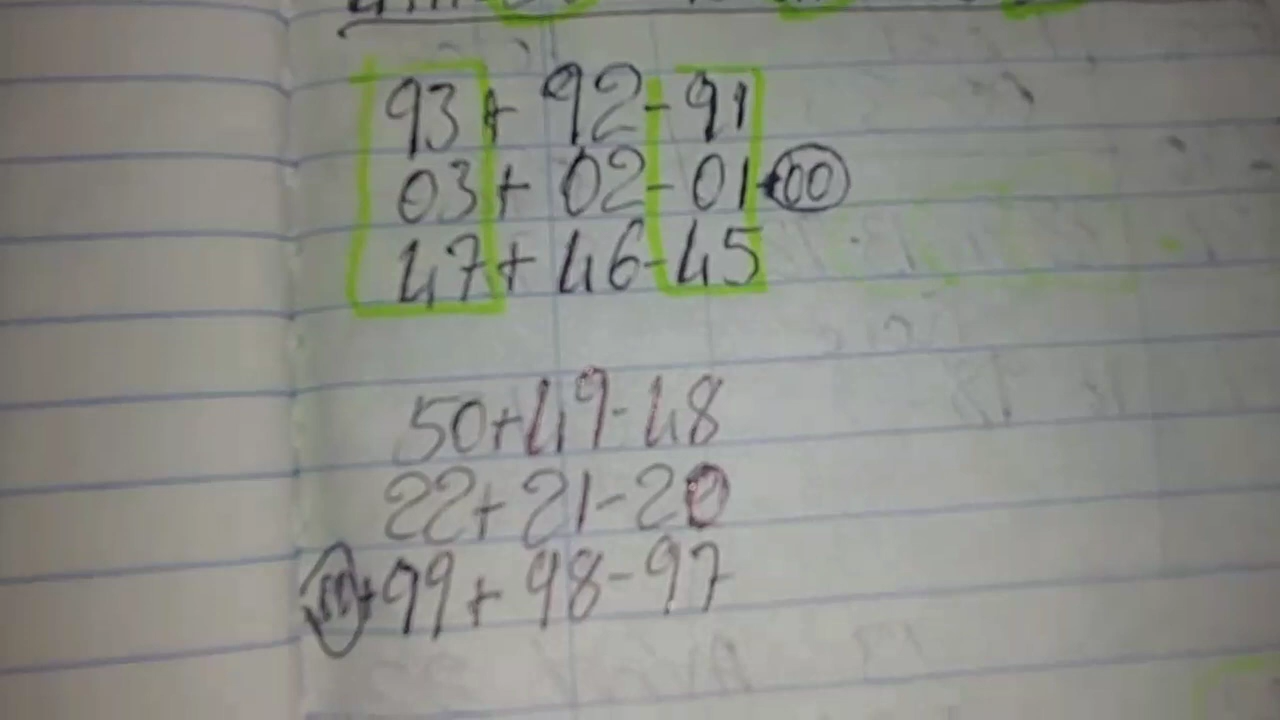 93 + 92 - 91
03 + 02 - 01 - 00
47 + 46 - 45
50 + 49 - 48
22 + 21 - 20
+ 99 + 98 - 97